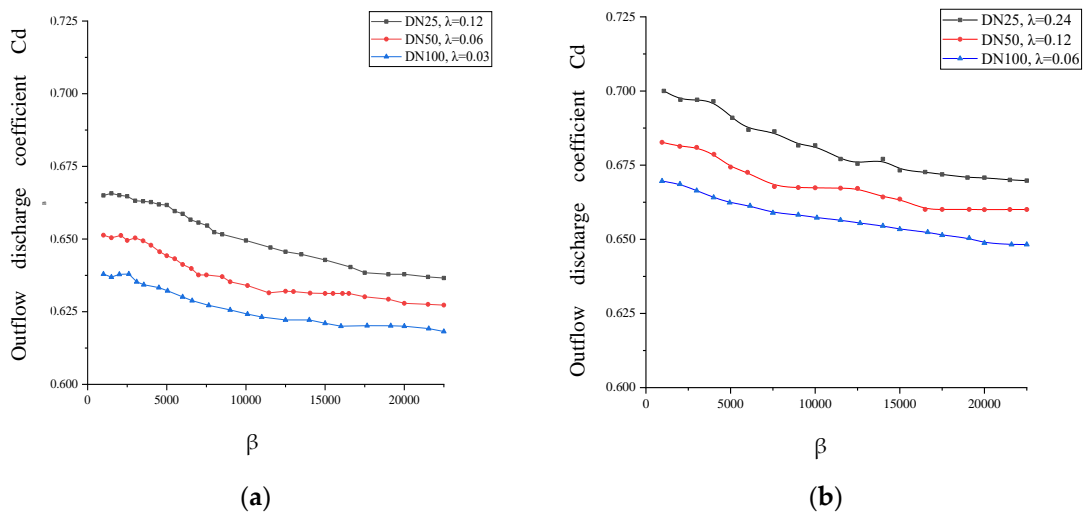 Outflow discharge coefficient Cd
0.725
0.700
0.675
0.650
0.625
0.600
DN25, λ=0.12
DN50, λ=0.06
DN100, λ=0.03
0
5000
10000
15000
20000
β
(a)
Outflow discharge coefficient Cd
0.725
0.700
0.675
0.650
0.625
0.600
DN25, λ=0.24
DN50, λ=0.12
DN100, λ=0.06
0
5000
10000
15000
20000
β
(b)